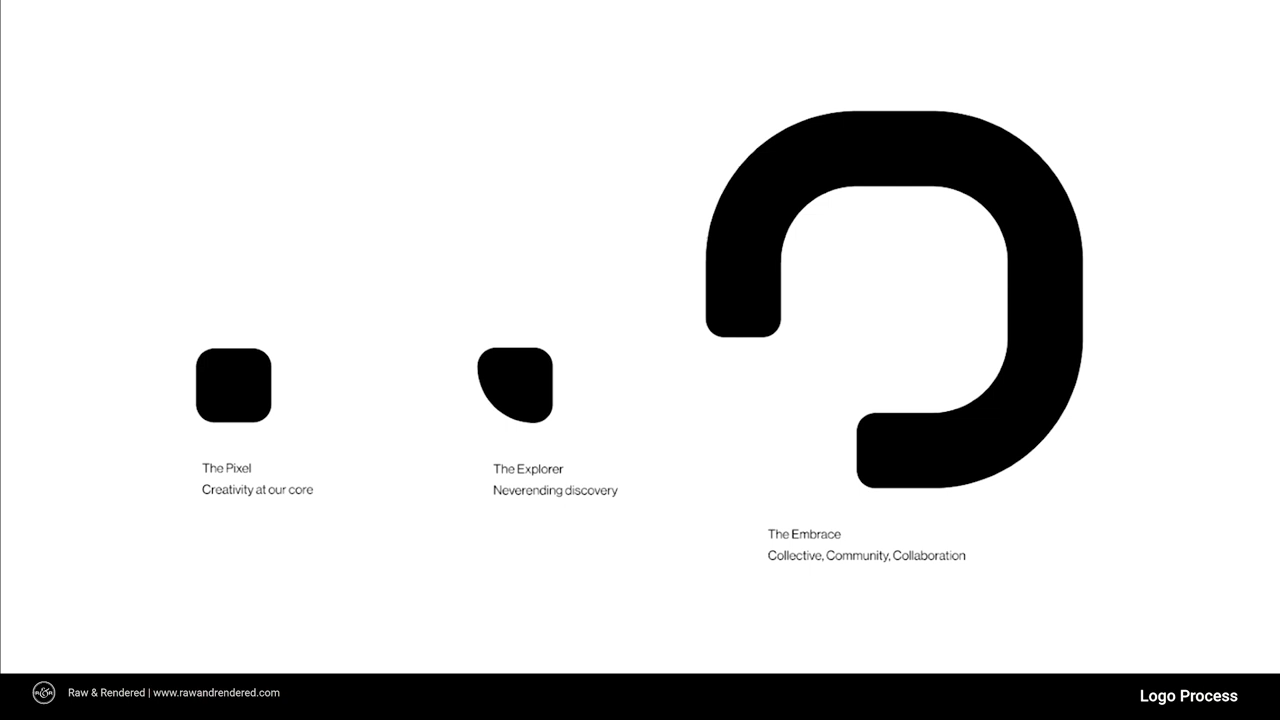 The Pixel
Creativity at our core
The Explorer
Neverending discovery
The Embrace
Collective, Community, Collaboration
R&R
Raw & Rendered | www.rawandrendered.com
Logo Process